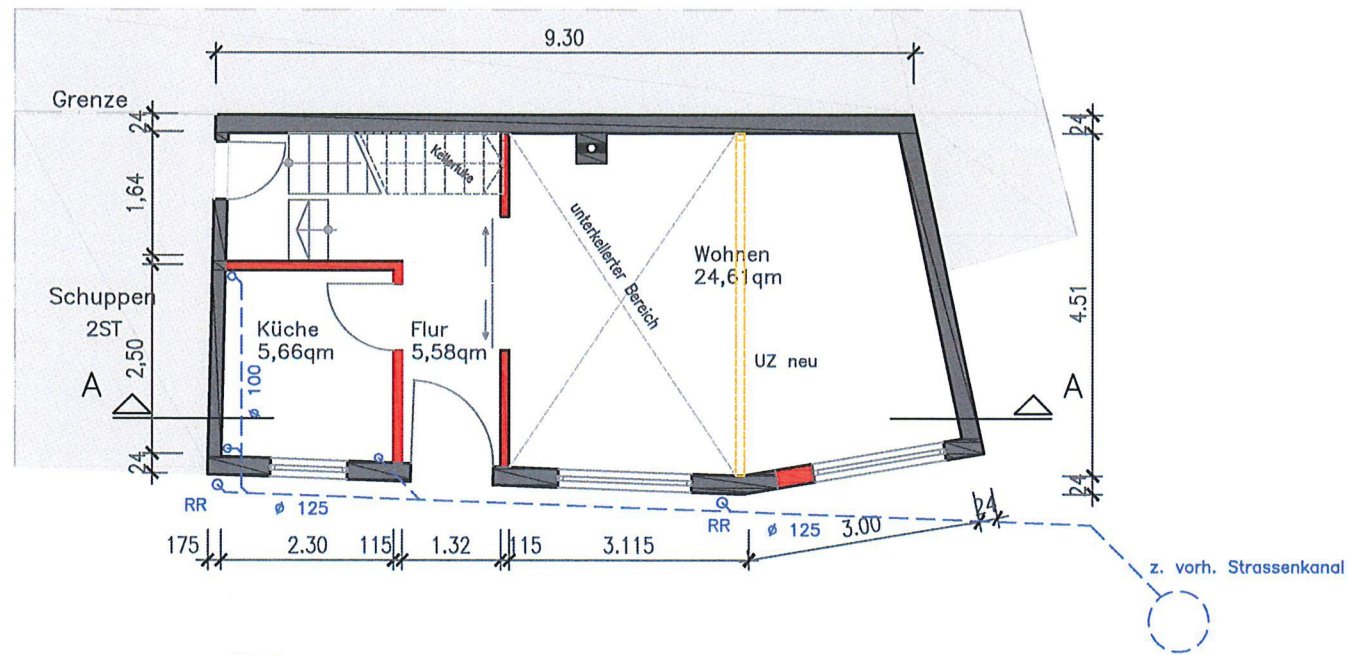 9.30
Grenze
24
24
Kellerluke
1,64
unterkellerter
Bereich
Wohnen
24,61qm
Schuppen
2ST
4.51
Küche
5,66qm
Flur
5,58qm
2,50
UZ neu
ø 100
A
A
24
24
RR
ø 125
RR
ø 125
3.00
24
175
2.30
115
1.32
115
3.115
z. vorh. Strassenkanal